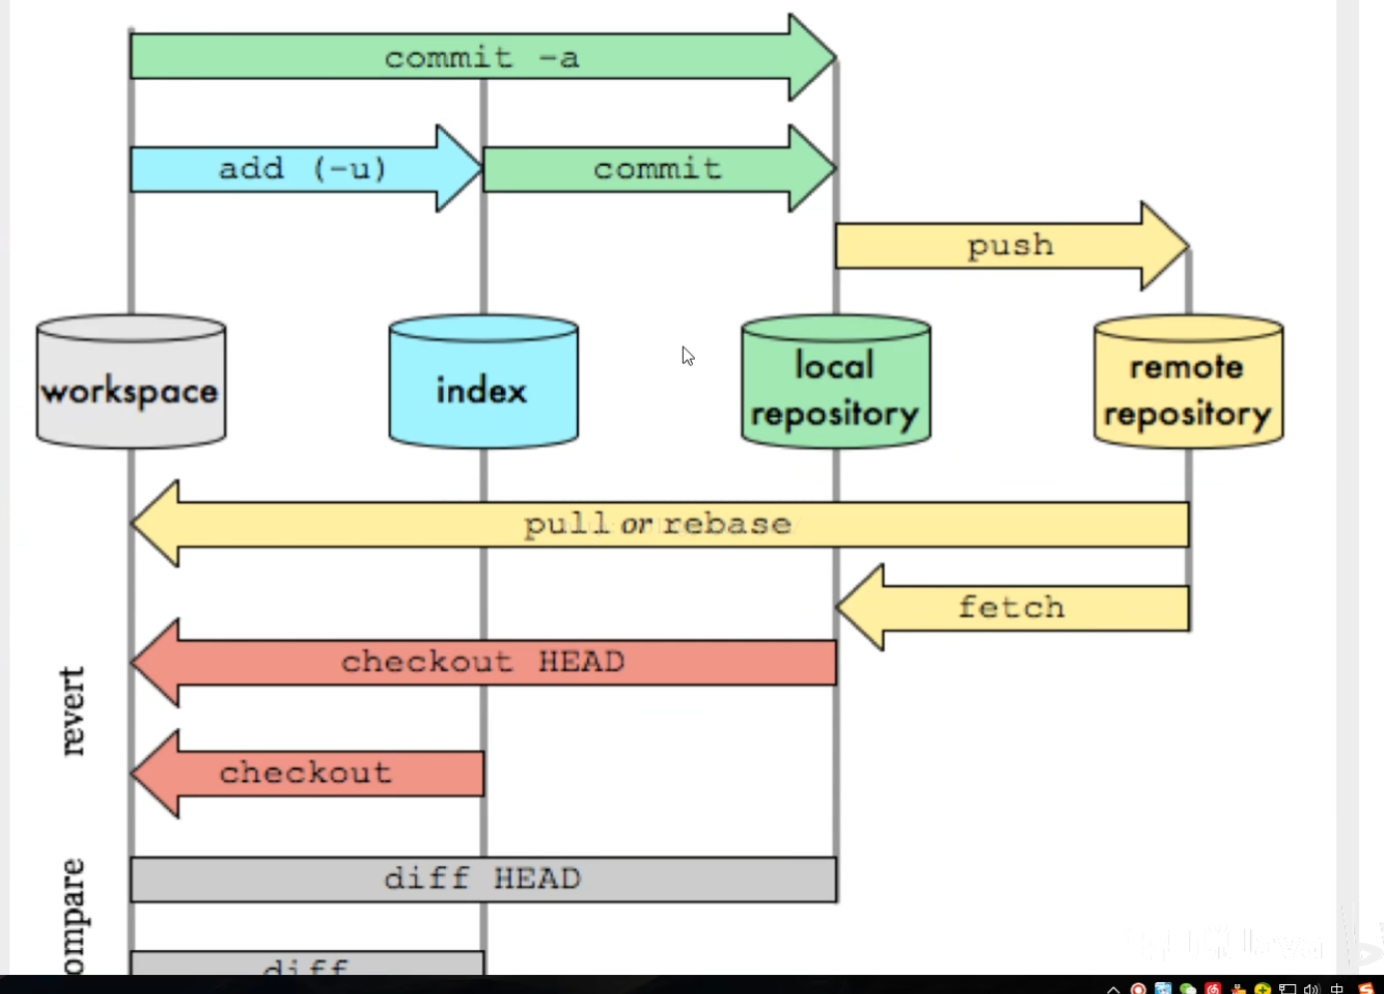 commit -a
add (-u)
commit
push
workspace
index
local
repository
remote
repository
pull or rebase
fetch
revert
checkout HEAD
checkout
diff HEAD
ompare
diff
中